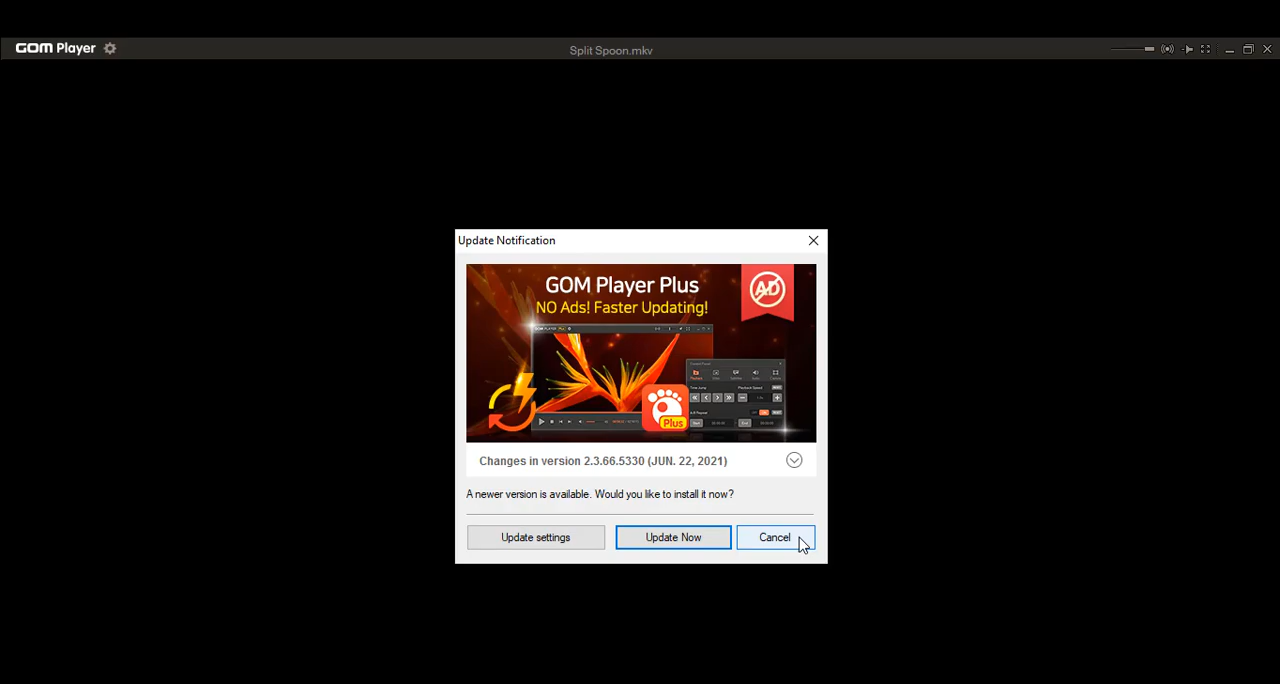 GOM Player
Split Spoon.mkv
Update Notification
GOM Player Plus
AD
NO Ads! Faster Updating!
Plus
Changes in version 2.3.66.5330 (JUN. 22, 2021)
A newer version is available. Would you like to install it now?
Update settings
Update Now
Cancel